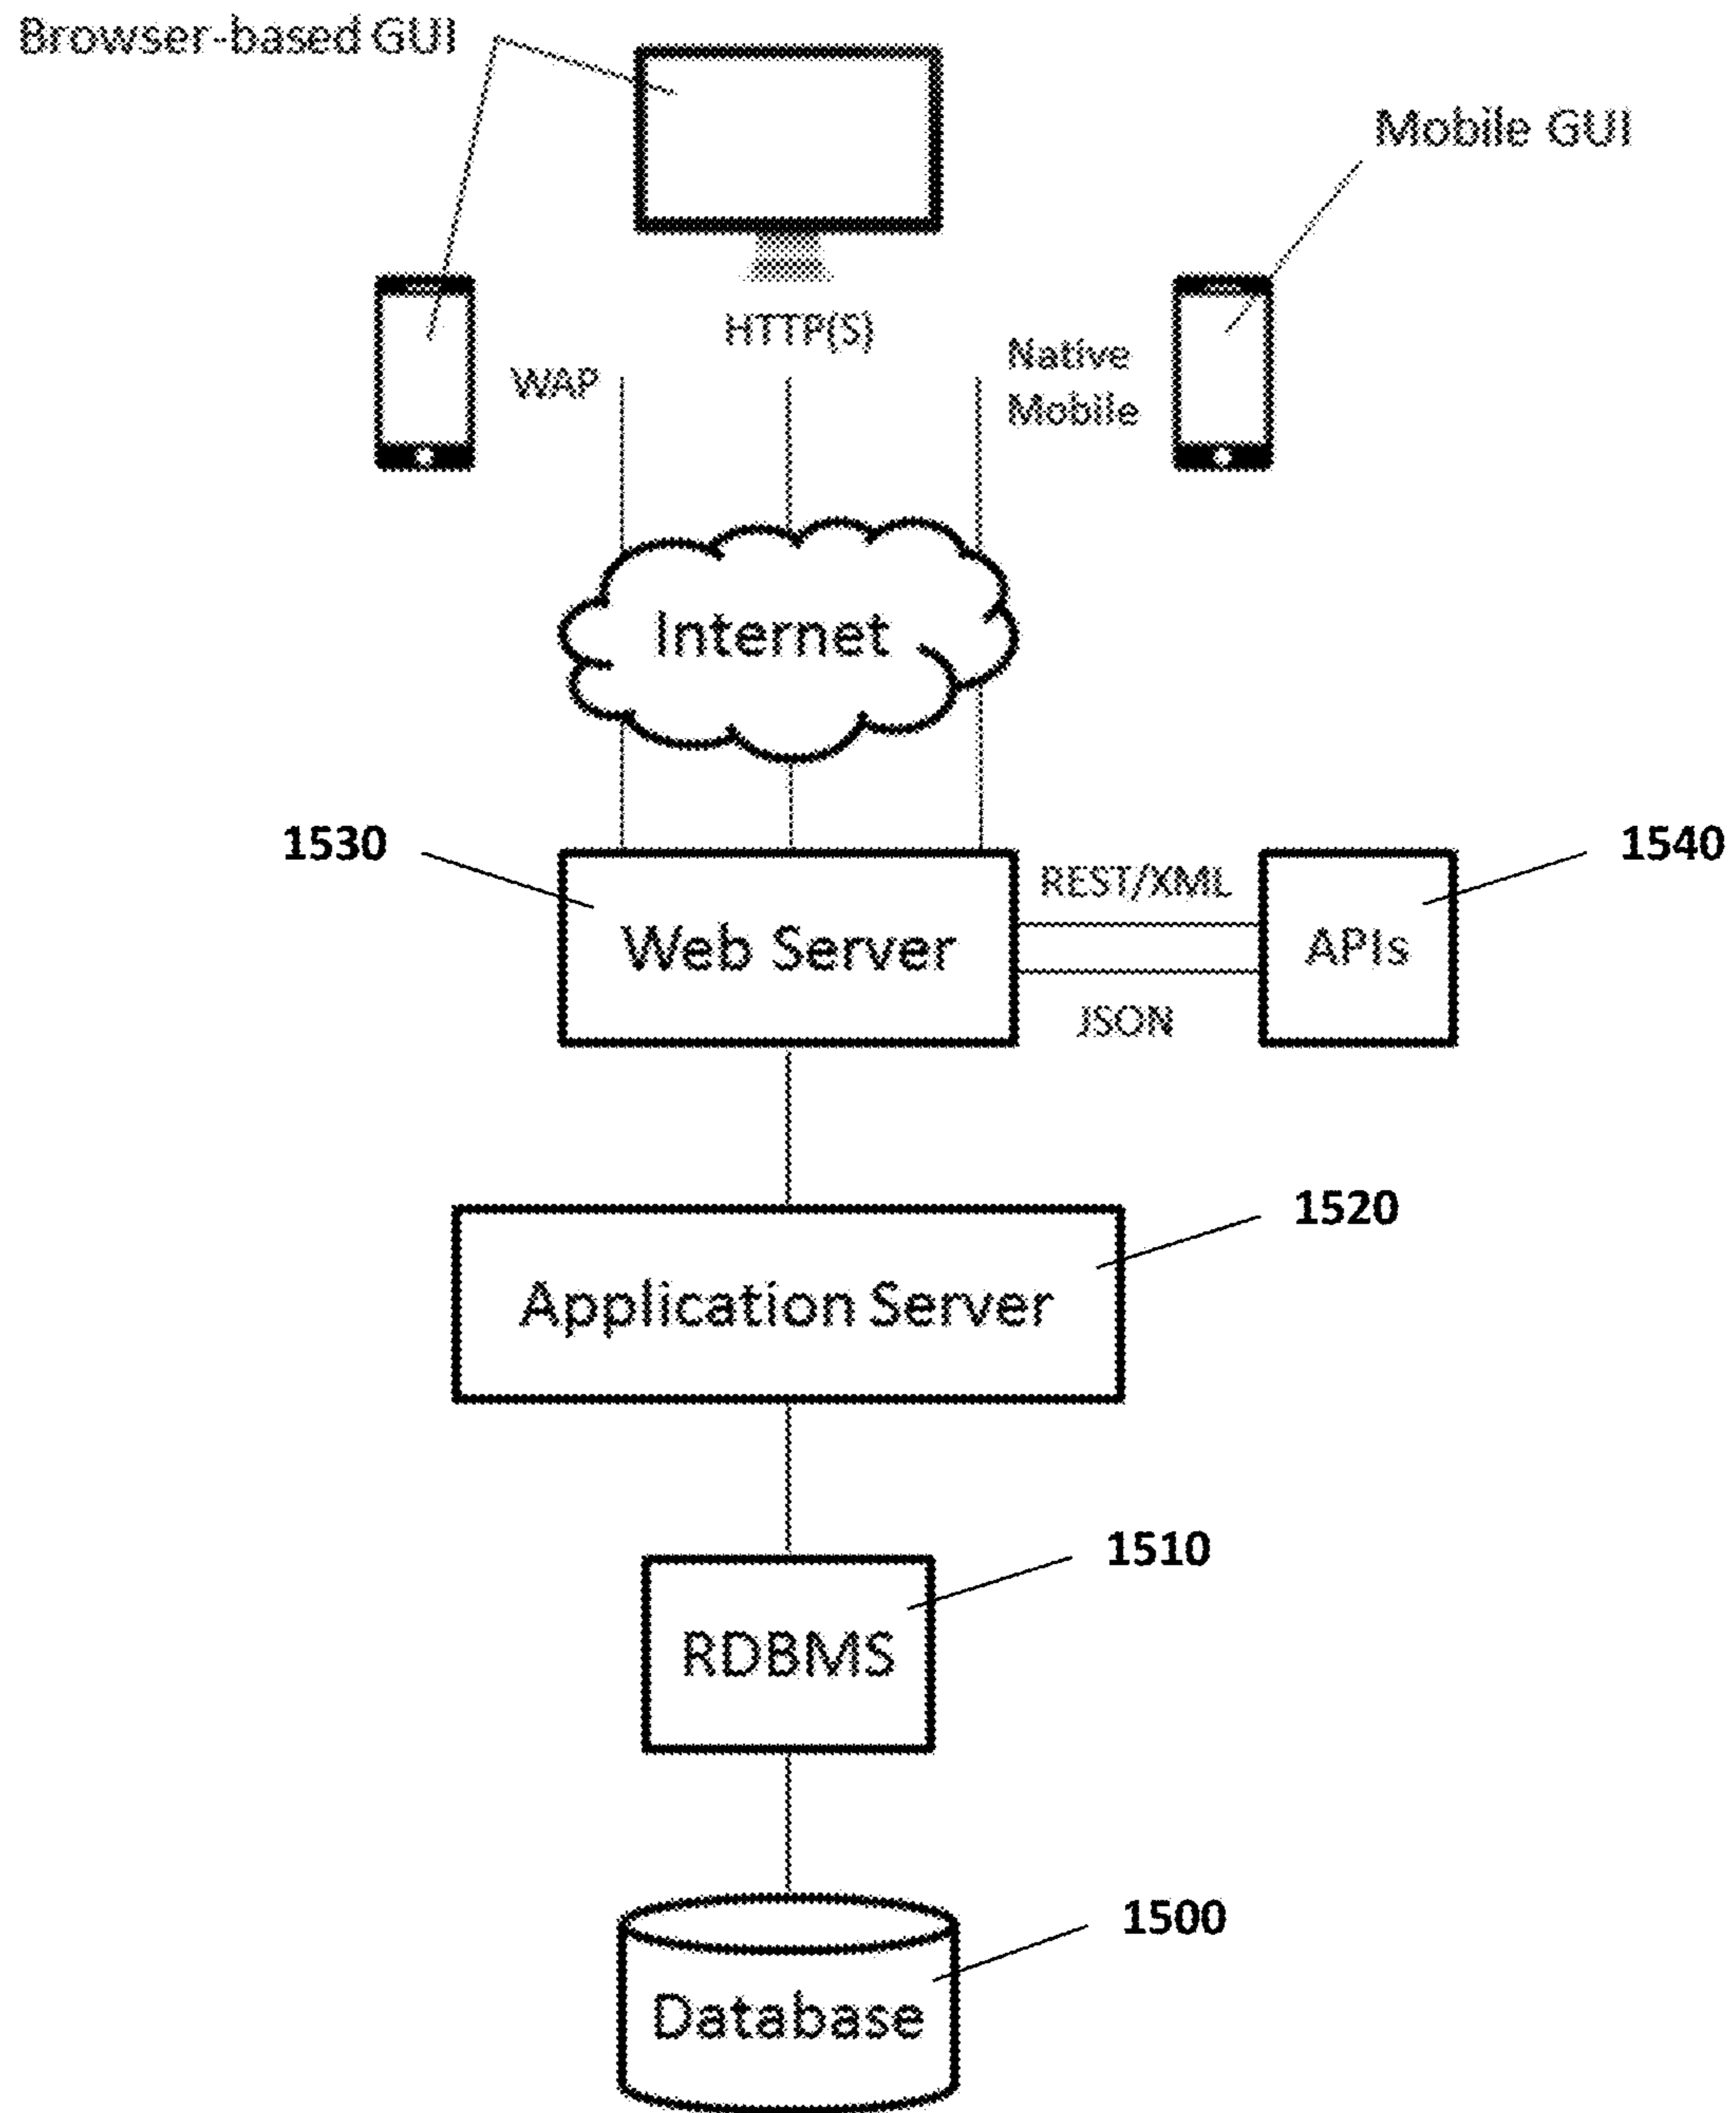 Browser-based GUI
Mobile GUI
HTTP(S)
WAP
Native
Mobile
Internet
1530
1540
REST/XML
Web Server
APIs
JSON
1520
Application Server
1510
RDBMS
1500
Database